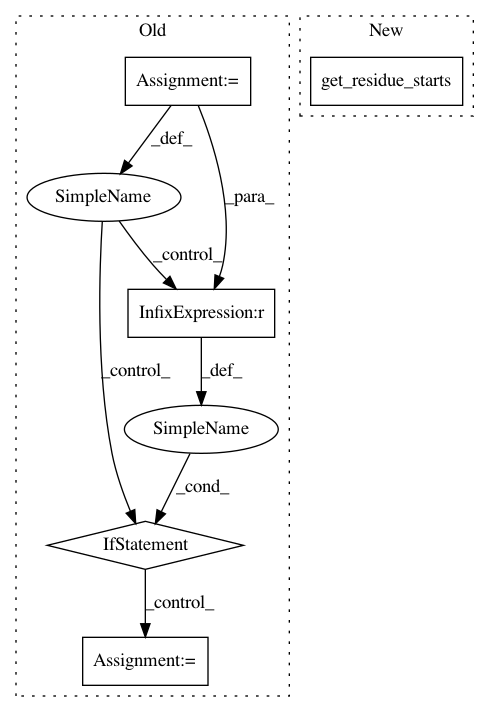 Old
New
Assignment:=
get_residue_starts
_def_
SimpleName
_para_
_control_
InfixExpression:r
_control_
_def_
SimpleName
_cond_
IfStatement
_control_
Assignment:=